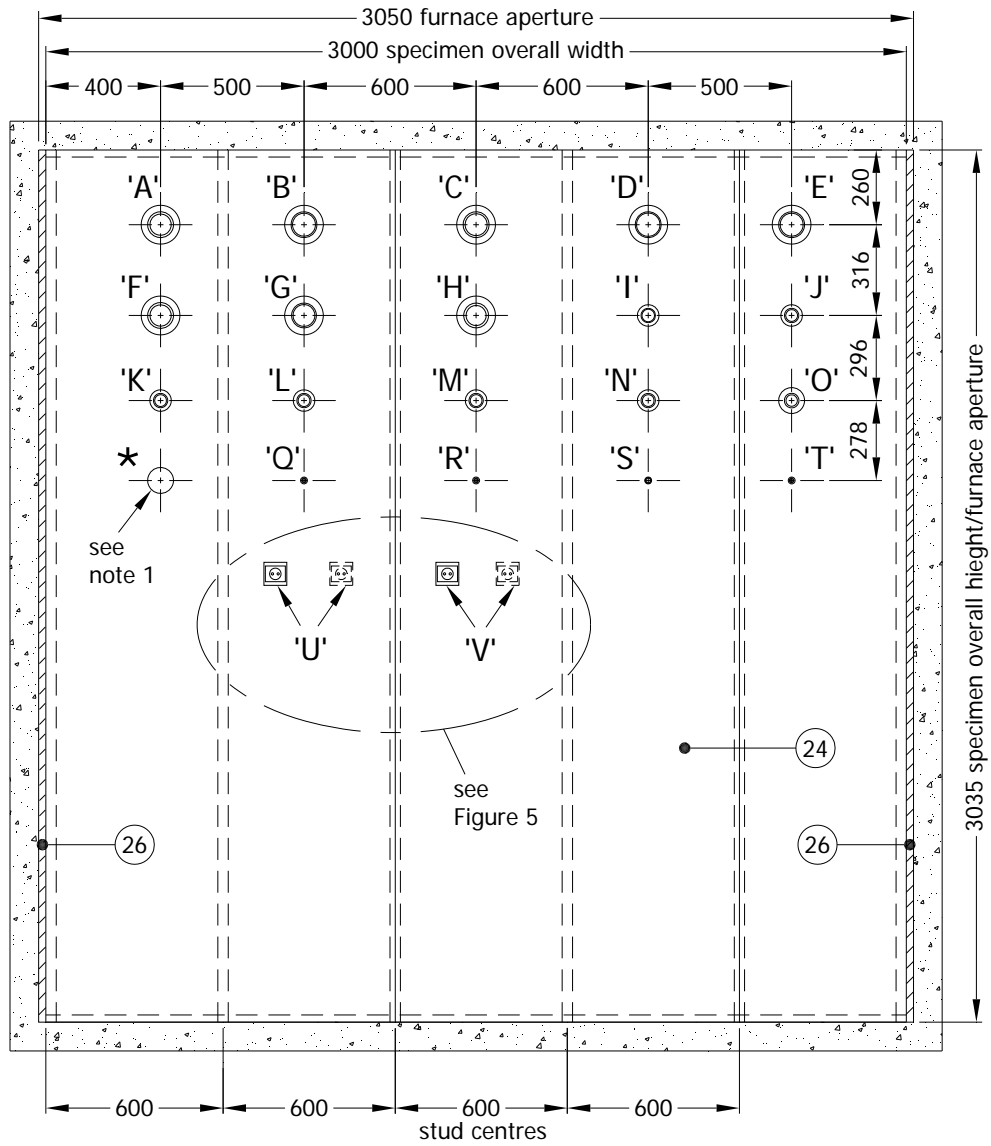 3050 furnace aperture
3000 specimen overall width
400 500 600 600 500
'A' 'B' 'C' 'D' 'E'
260
'F' 'G' 'H' 'I' 'J'
316
'K' 'L' 'M' 'N' 'O'
296
* 'Q' 'R' 'S' 'T'
278
see
note 1
'U' 'V'
24
see
Figure 5
26 26
3035 specimen overall hieght/furnace aperture
600 600 600 600
stud centres